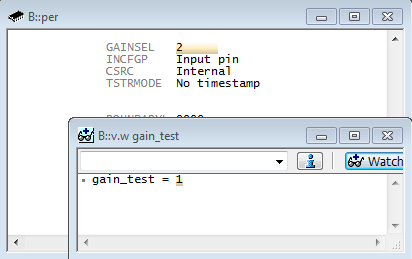 B::per
GAINSEL 2
INCFGP Input pin
CSRC Internal
TSTRMODE No timestamp
B::v.w gain_test
Watch
gain_test = 1